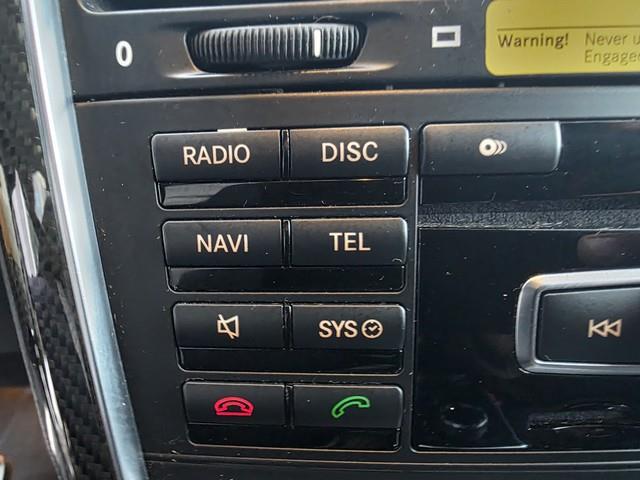 0
Warning! Never u
Engage
RADIO DISC
NAVI TEL
SYS